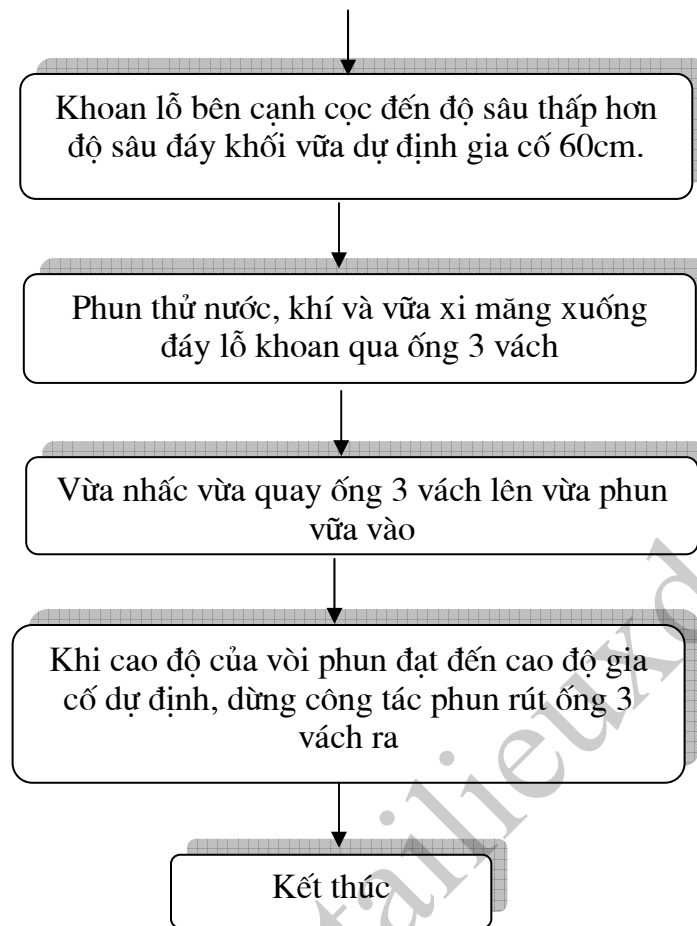 Khoan lỗ bên cạnh cọc đến độ sâu thấp hơn
độ sâu đáy khối vữa dự định gia cố 60cm.
Phun thử nước, khí và vữa xi măng xuống
đáy lỗ khoan qua ống 3 vách
Vừa nhấc vừa quay ống 3 vách lên vừa phun
vữa vào
Khi cao độ của vòi phun đạt đến cao độ gia
cố dự định, dừng công tác phun rút ống 3
vách ra
Kết thúc
tailieuxd